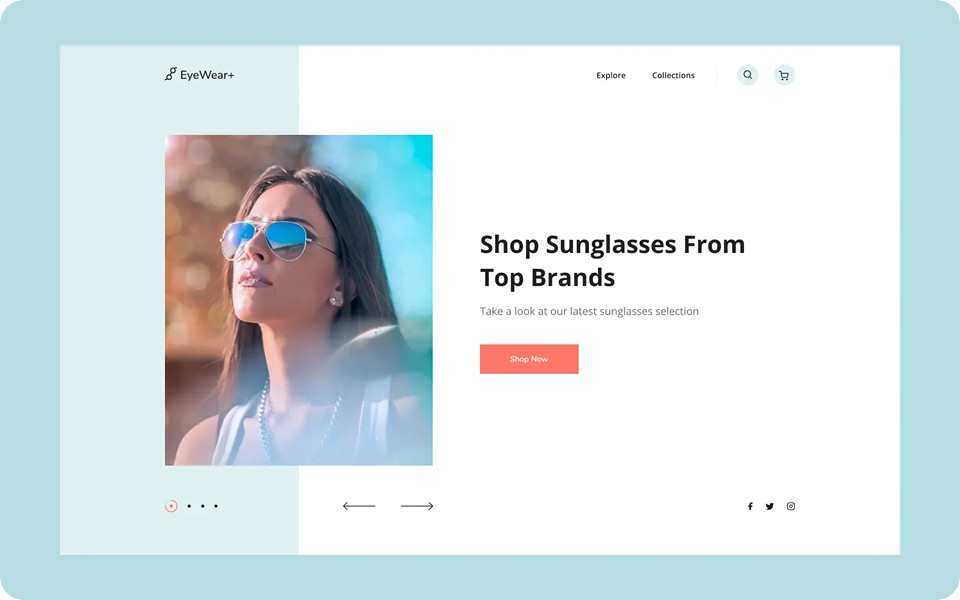 EyeWear+
Explore
Collections
Shop Sunglasses From
Top Brands
Take a look at our latest sunglasses selection
Shop Now